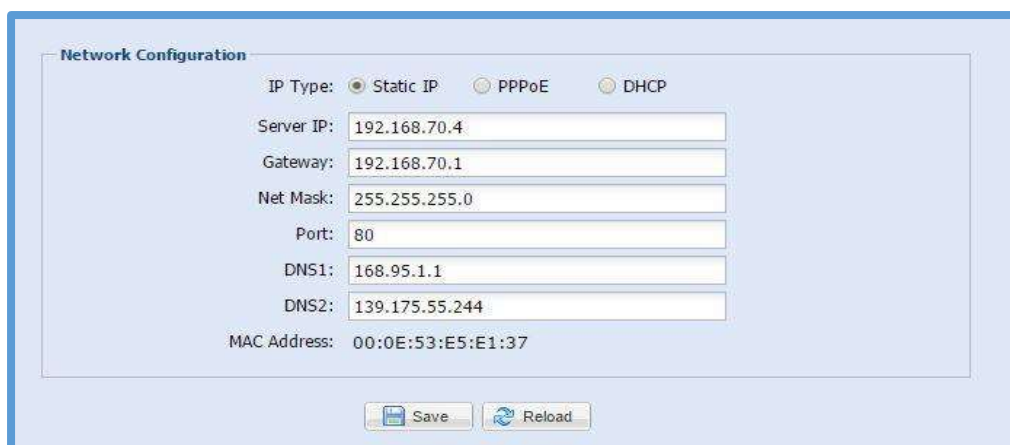 Network Configuration
IP Type: Static IP PPPoE DHCP
Server IP: 192.168.70.4
Gateway: 192.168.70.1
Net Mask: 255.255.255.0
Port: 80
DNS1: 168.95.1.1
DNS2: 139.175.55.244
MAC Address: 00:0E:53:E5:E1:37
Save Reload